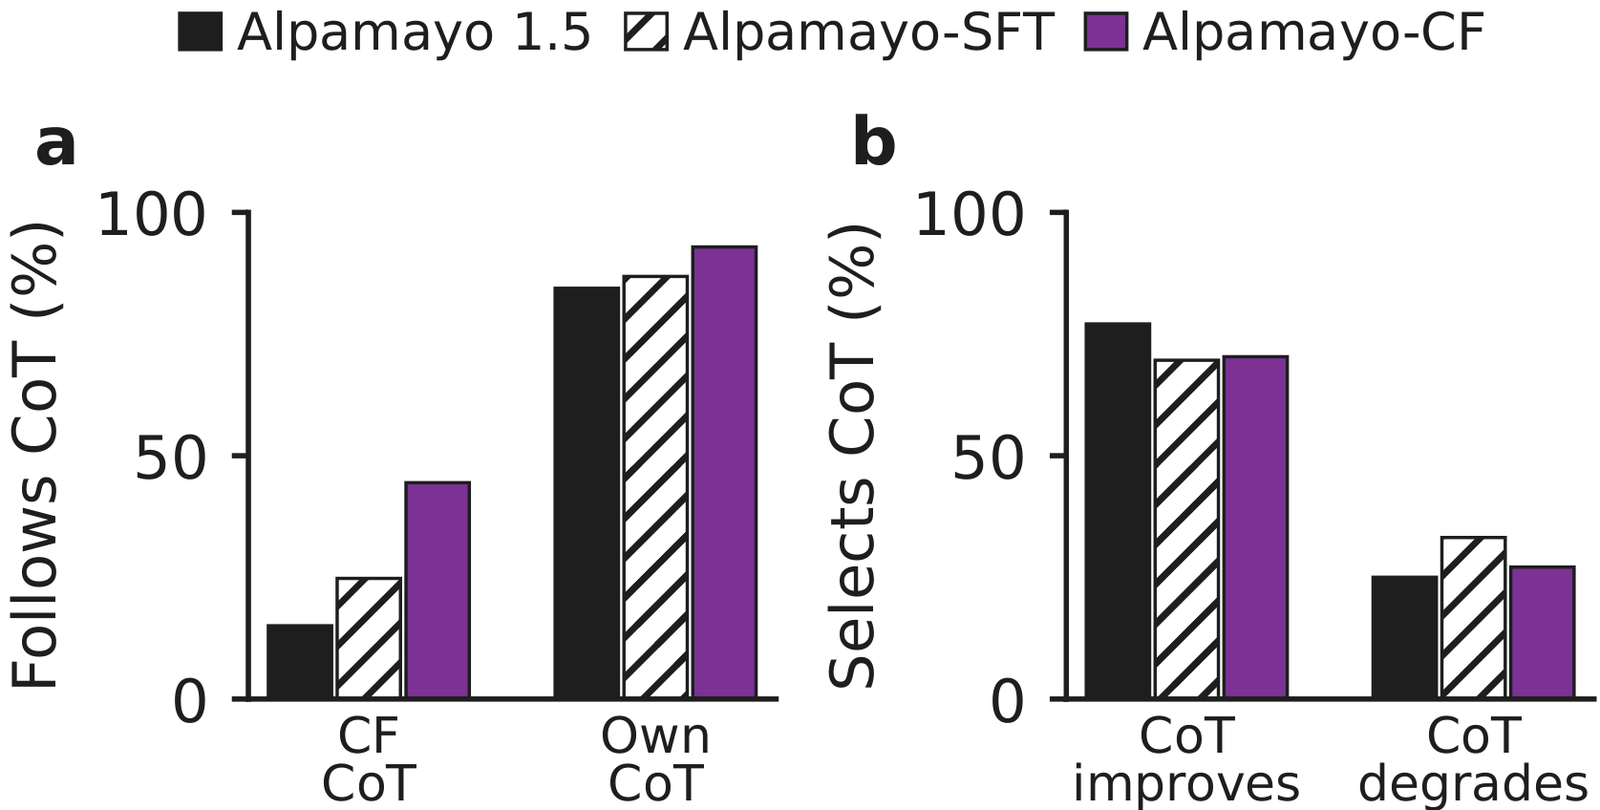 Alpamayo 1.5 Alpamayo-SFT Alpamayo-CF
a
Follows CoT (%)
100
50
0
CF
CoT
Own
CoT
b
Selects CoT (%)
100
50
0
CoT
improves
CoT
degrades